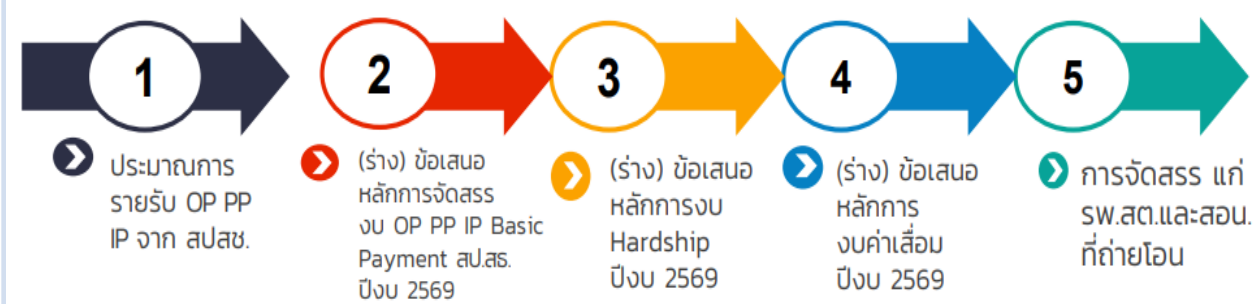 1
ประมาณการ
รายรับ OP PP
IP จาก สปสช.
2
(ร่าง) ข้อเสนอ
หลักการจัดสรร
งบ OP PP IP Basic
Payment สป.สธ.
ปีงบ 2569
3
(ร่าง) ข้อเสนอ
หลักการงบ
Hardship
ปีงบ 2569
4
(ร่าง) ข้อเสนอ
หลักการ
งบค่าเสื่อม
ปีงบ 2569
5
การจัดสรร แก่
รพ.สต.และสอน.
ที่ถ่ายโอน